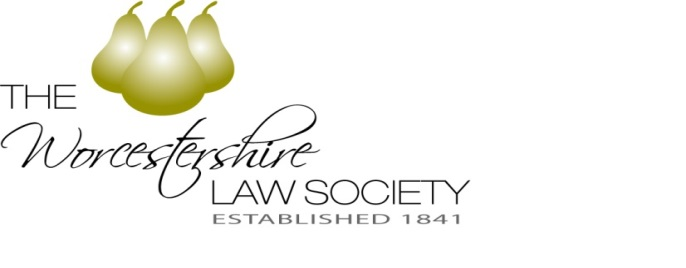 THE
Worcestershire
LAW SOCIETY
ESTABLISHED 1841